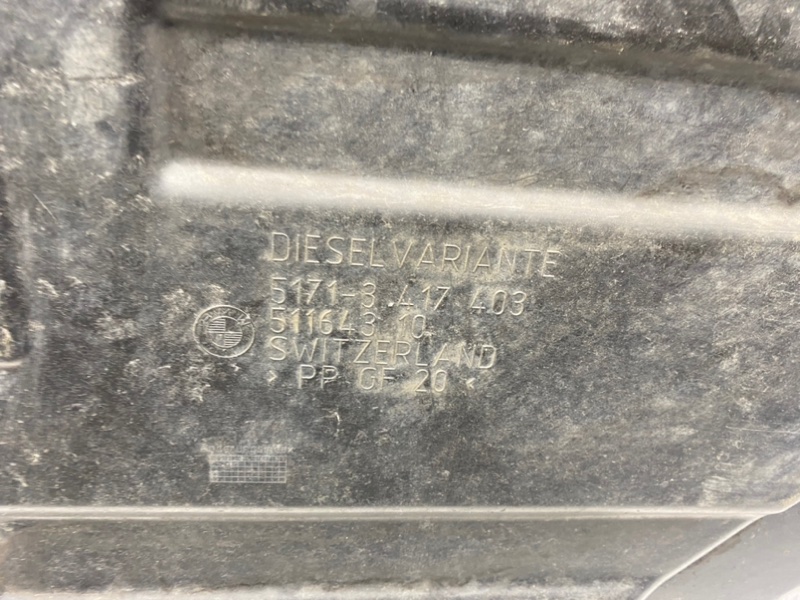 DIESELVARIANTE
5171-3 417 403
511643 10
SWITZERLAND
> PP GF 20 <